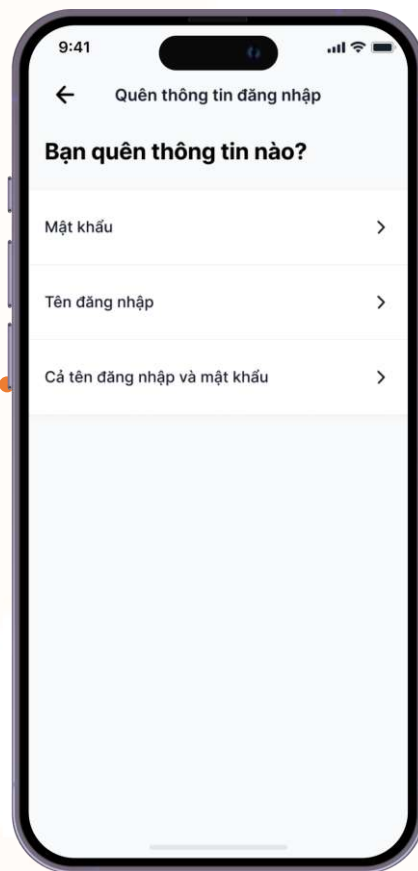 9:41
Quên thông tin đăng nhập
Bạn quên thông tin nào?
Mật khẩu
Tên đăng nhập
Cả tên đăng nhập và mật khẩu